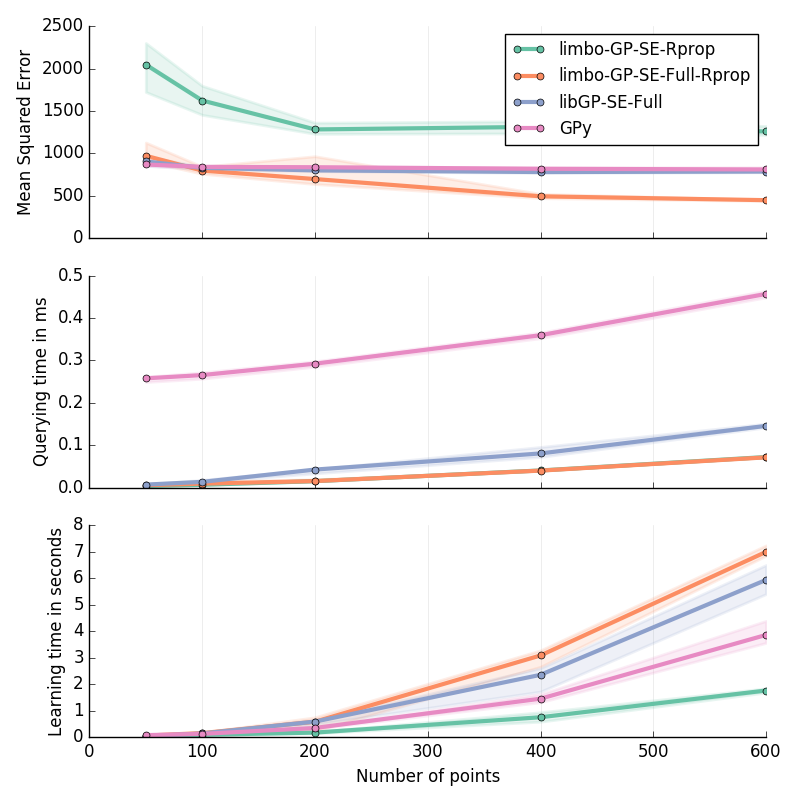 Mean Squared Error
2500
2000
1500
1000
500
0
limbo-GP-SE-Rprop
limbo-GP-SE-Full-Rprop
libGP-SE-Full
GPy
Querying time in ms
0.5
0.4
0.3
0.2
0.1
0.0
Learning time in seconds
8
7
6
5
4
3
2
1
0
0 100 200 300 400 500 600
Number of points